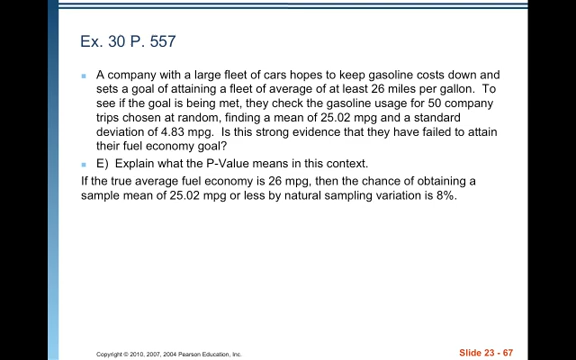 Ex. 30 P. 557
A company with a large fleet of cars hopes to keep gasoline costs down and
sets a goal of attaining a fleet of average of at least 26 miles per gallon. To
see if the goal is being met, they check the gasoline usage for 50 company
trips chosen at random, finding a mean of 25.02 mpg and a standard
deviation of 4.83 mpg. Is this strong evidence that they have failed to attain
their fuel economy goal?
E) Explain what the P-Value means in this context.
If the true average fuel economy is 26 mpg, then the chance of obtaining a
sample mean of 25.02 mpg or less by natural sampling variation is 8%.
Copyright © 2010, 2007, 2004 Pearson Education, Inc.
Slide 23 - 67